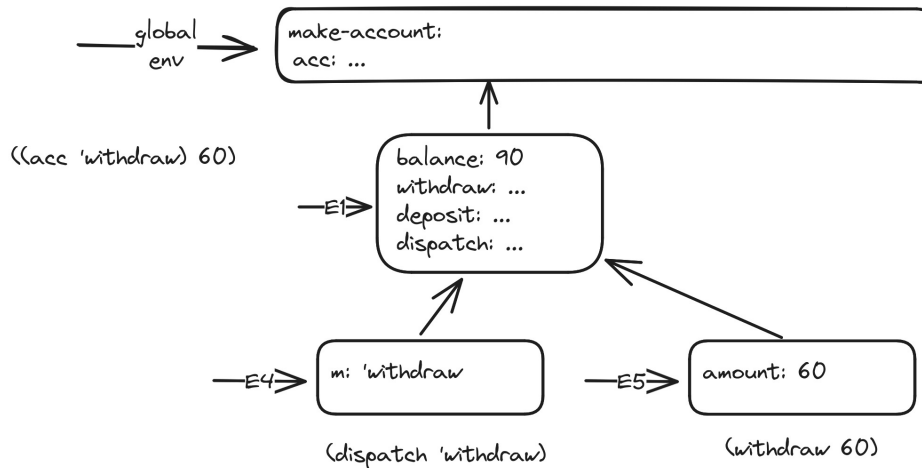 global
env
make-account:
acc: ...
((acc 'withdraw) 60)
E1
balance: 90
withdraw: ...
deposit: ...
dispatch: ...
E4
m: 'withdraw
E5
amount: 60
(dispatch 'withdraw)
(withdraw 60)